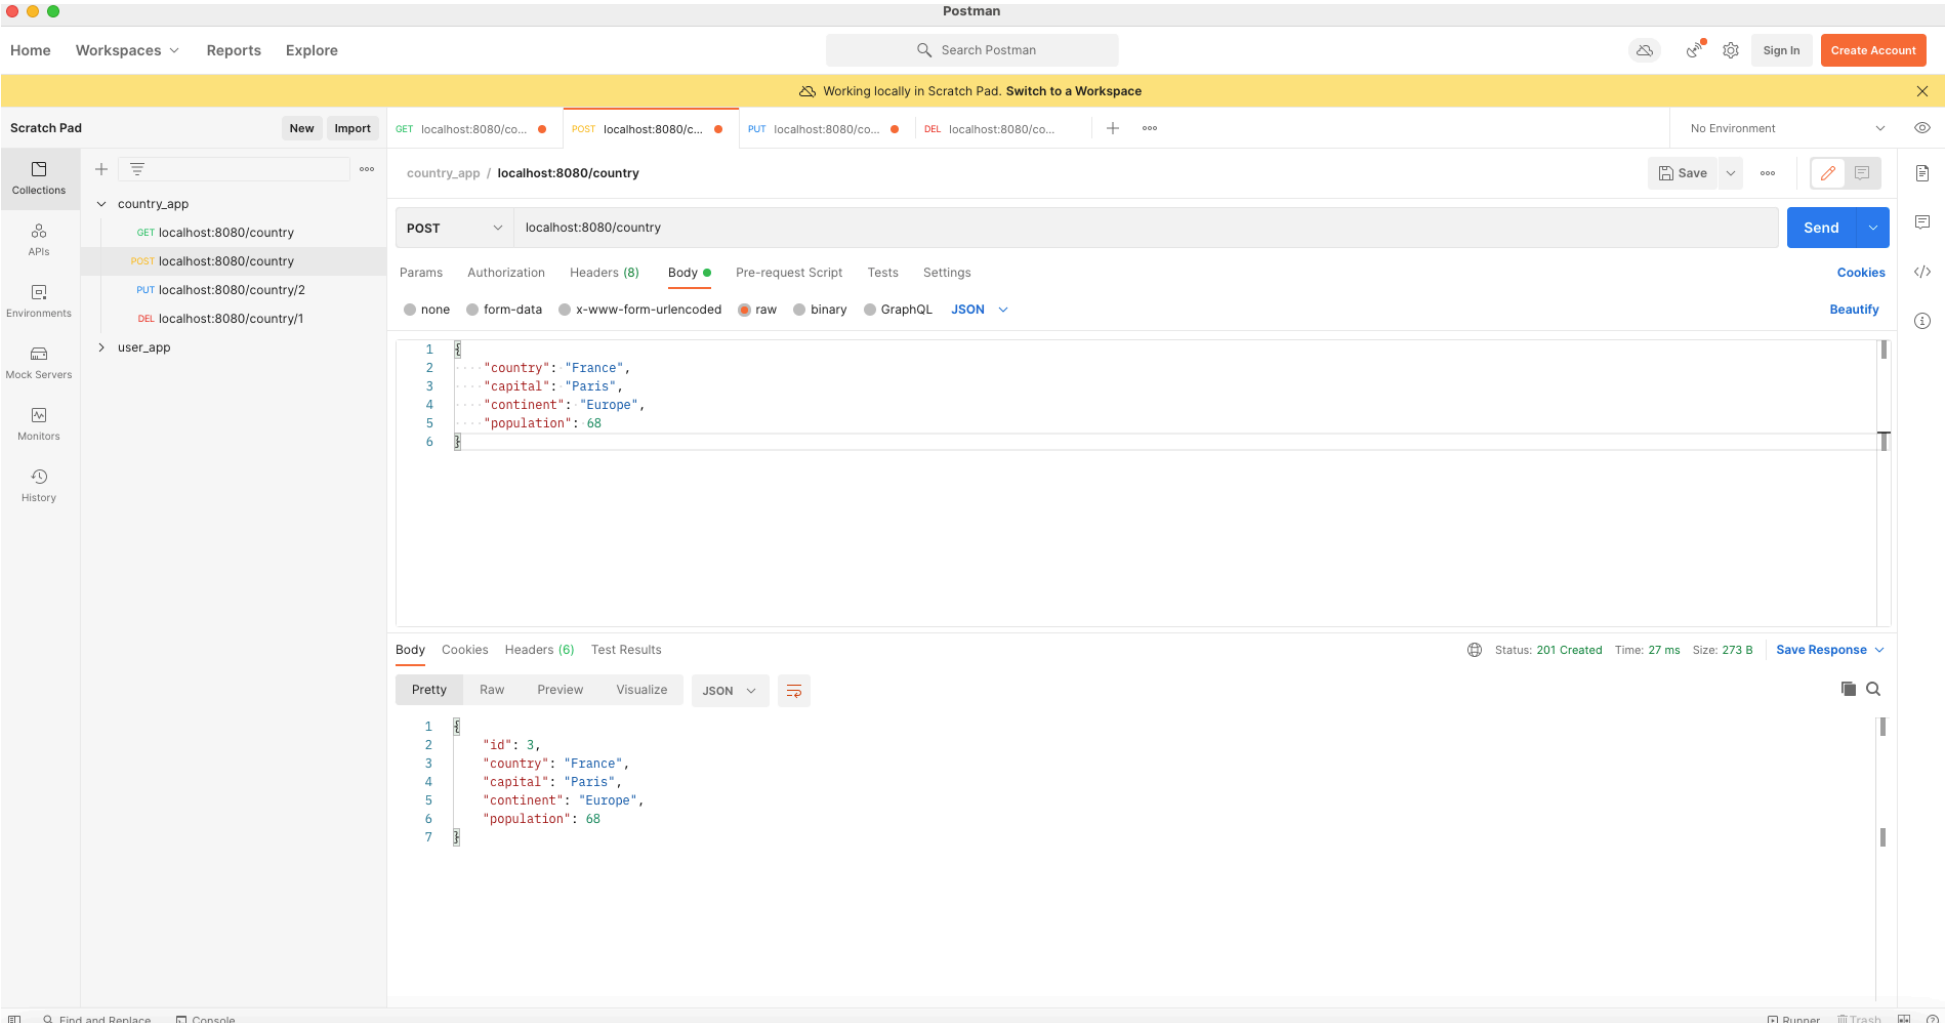 Postman
Home Workspaces Reports Explore Search Postman Sign In Create Account
Working locally in Scratch Pad. Switch to a Workspace
Scratch Pad New Import GET localhost:8080/co... POST localhost:8080/c... PUT localhost:8080/co... DEL localhost:8080/co... No Environment
country_app / localhost:8080/country Save
Collections
APIs
Environments
Mock Servers
Monitors
History
country_app
GET localhost:8080/country
POST localhost:8080/country
PUT localhost:8080/country/2
DEL localhost:8080/country/1
user_app
POST localhost:8080/country Send
Params Authorization Headers (8) Body Pre-request Script Tests Settings Cookies
none form-data x-www-form-urlencoded raw binary GraphQL JSON Beautify
1 {
2 "country": "France",
3 "capital": "Paris",
4 "continent": "Europe",
5 "population": 68
6 }
Body Cookies Headers (6) Test Results Status: 201 Created Time: 27 ms Size: 273 B Save Response
Pretty Raw Preview Visualize JSON
1 {
2 "id": 3,
3 "country": "France",
4 "capital": "Paris",
5 "continent": "Europe",
6 "population": 68
7 }
Find and Replace Console Runner Trash